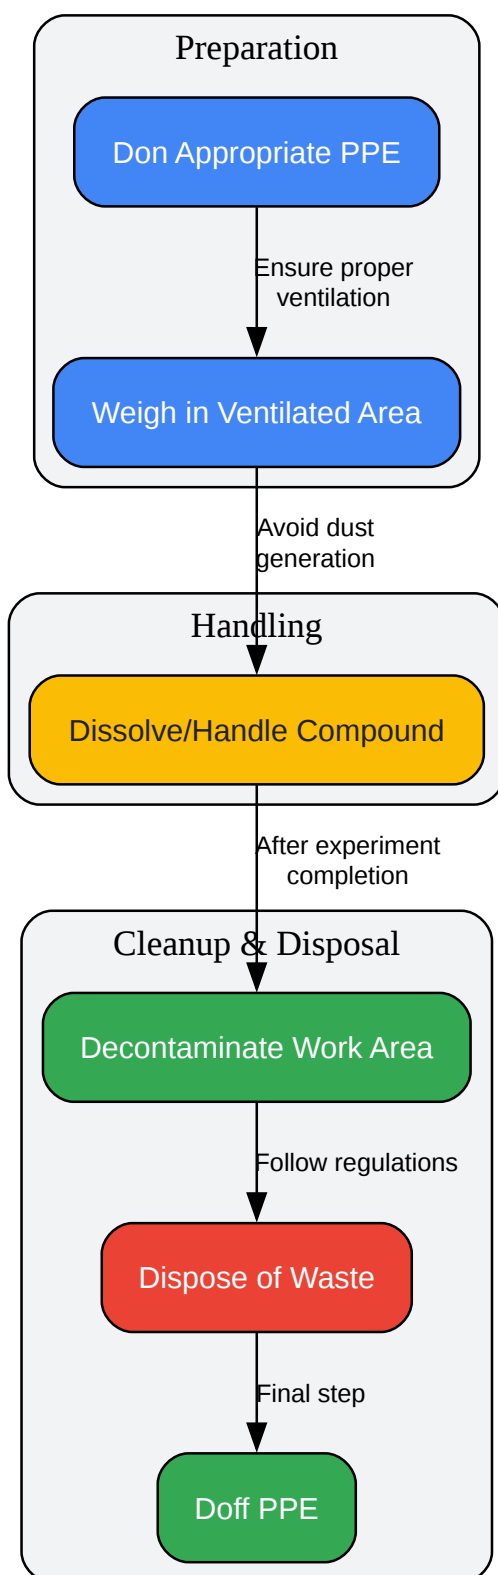 Preparation
Don Appropriate PPE
Ensure proper
ventilation
Weigh in Ventilated Area
Avoid dust
generation
Handling
Dissolve/Handle Compound
After experiment
completion
Cleanup & Disposal
Decontaminate Work Area
Follow regulations
Dispose of Waste
Final step
Doff PPE